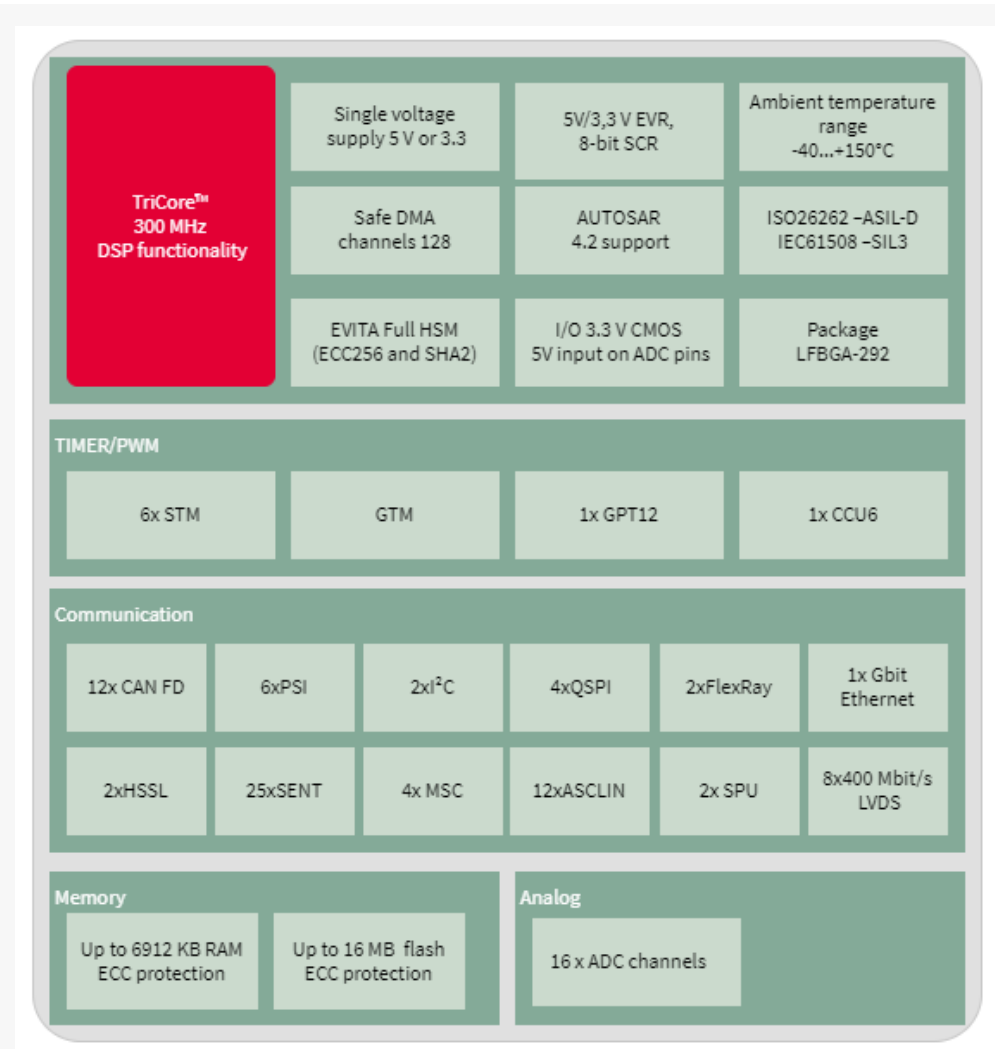 TriCore™
300 MHz
DSP functionality
Single voltage
supply 5 V or 3.3
5V/3,3 V EVR,
8-bit SCR
Ambient temperature
range
-40...+150°C
Safe DMA
channels 128
AUTOSAR
4.2 support
ISO26262 –ASIL-D
IEC61508 –SIL3
EVITA Full HSM
(ECC256 and SHA2)
I/O 3.3 V CMOS
5V input on ADC pins
Package
LFBGA-292
TIMER/PWM
6x STM
GTM
1x GPT12
1x CCU6
Communication
12x CAN FD
6xPSI
2xI²C
4xQSPI
2xFlexRay
1x Gbit
Ethernet
2xHSSL
25xSENT
4x MSC
12xASCLIN
2x SPU
8x400 Mbit/s
LVDS
Memory
Up to 6912 KB RAM
ECC protection
Up to 16 MB flash
ECC protection
Analog
16 x ADC channels